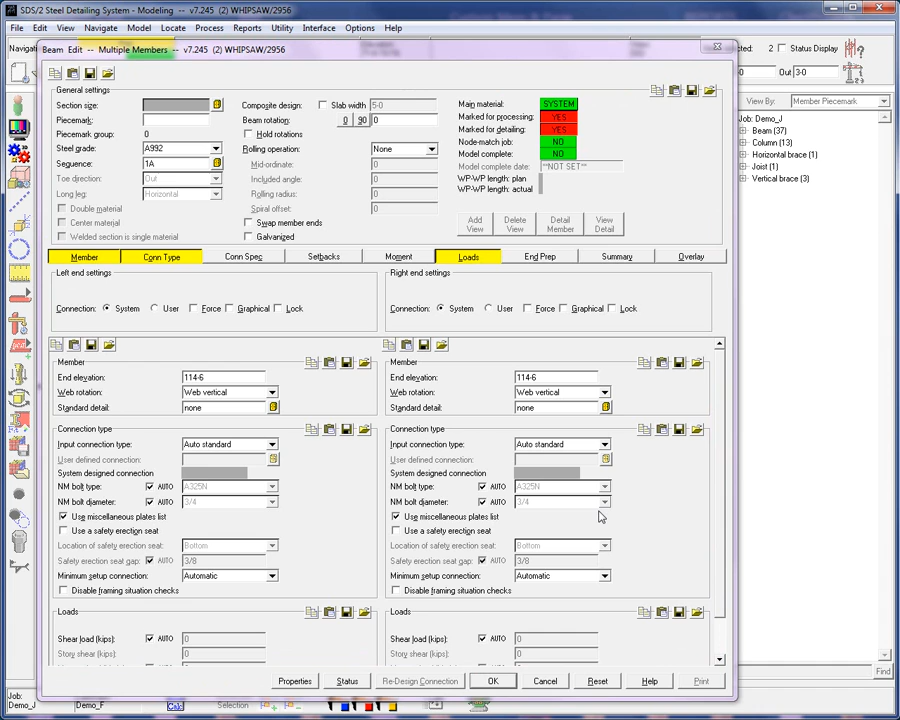 SDS/2 Steel Detailing System - Modeling -- v7.245 (2) WHIPSAW/2956
File Edit View Navigate Model Locate Process Reports Utility Interface Options Help
Beam Edit -- Multiple Members -- v7.245 (2) WHIPSAW/2956
2 Status Display
5-0 Out 3-0
View By: Member Piecemark
Job: Demo_J
Beam (37)
Column (13)
Horizontal brace (1)
Joist (1)
Vertical brace (3)
General settings
Section size: Composite design: Slab width 5-0 Main material: SYSTEM
Piecemark: Beam rotation: 0 90 0 Marked for processing: YES
Piecemark group: 0 Hold rotations Marked for detailing: YES
Steel grade: A992 Rolling operation: None Node-match job: NO
Sequence: 1A Mid-ordinate: 0 Model complete: NO
Toe direction: Out Included angle: 0 Model complete date: **NOT SET**
Long leg: Horizontal Rolling radius: 0 WP-WP length: plan
Double material Spiral offset: 0 WP-WP length: actual
Center material Swap member ends
Welded section is single material Galvanized
Add View Delete View Detail Member View Detail
Member Conn Type Conn Spec Setbacks Moment Loads End Prep Summary Overlay
Left end settings Right end settings
Connection: System User Force Graphical Lock Connection: System User Force Graphical Lock
Member Member
End elevation: 114-6 End elevation: 114-6
Web rotation: Web vertical Web rotation: Web vertical
Standard detail: none Standard detail: none
Connection type Connection type
Input connection type: Auto standard Input connection type: Auto standard
User defined connection: User defined connection:
System designed connection System designed connection
NM bolt type: AUTO A325N NM bolt type: AUTO A325N
NM bolt diameter: AUTO 3/4 NM bolt diameter: AUTO 3/4
Use miscellaneous plates list Use miscellaneous plates list
Use a safety erection seat Use a safety erection seat
Location of safety erection seat: Bottom Location of safety erection seat: Bottom
Safety erection seat gap: AUTO 3/8 Safety erection seat gap: AUTO 3/8
Minimum setup connection: Automatic Minimum setup connection: Automatic
Disable framing situation checks Disable framing situation checks
Loads Loads
Shear load (kips): AUTO 0 Shear load (kips): AUTO 0
Store shear (kips): 0 Store shear (kips): 0
Properties Status Re-Design Connection OK Cancel Reset Help Print
Find
Job: Fabricator:
Demo_J Demo_F Calc